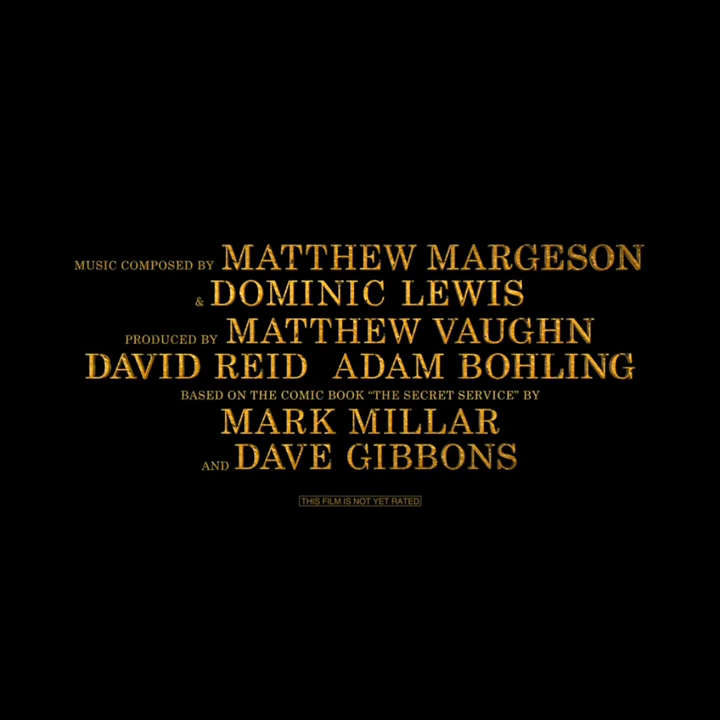 MUSIC COMPOSED BY MATTHEW MARGESON
& DOMINIC LEWIS
PRODUCED BY MATTHEW VAUGHN
DAVID REID ADAM BOHLING
BASED ON THE COMIC BOOK “THE SECRET SERVICE” BY
MARK MILLAR
AND DAVE GIBBONS
THIS FILM IS NOT YET RATED